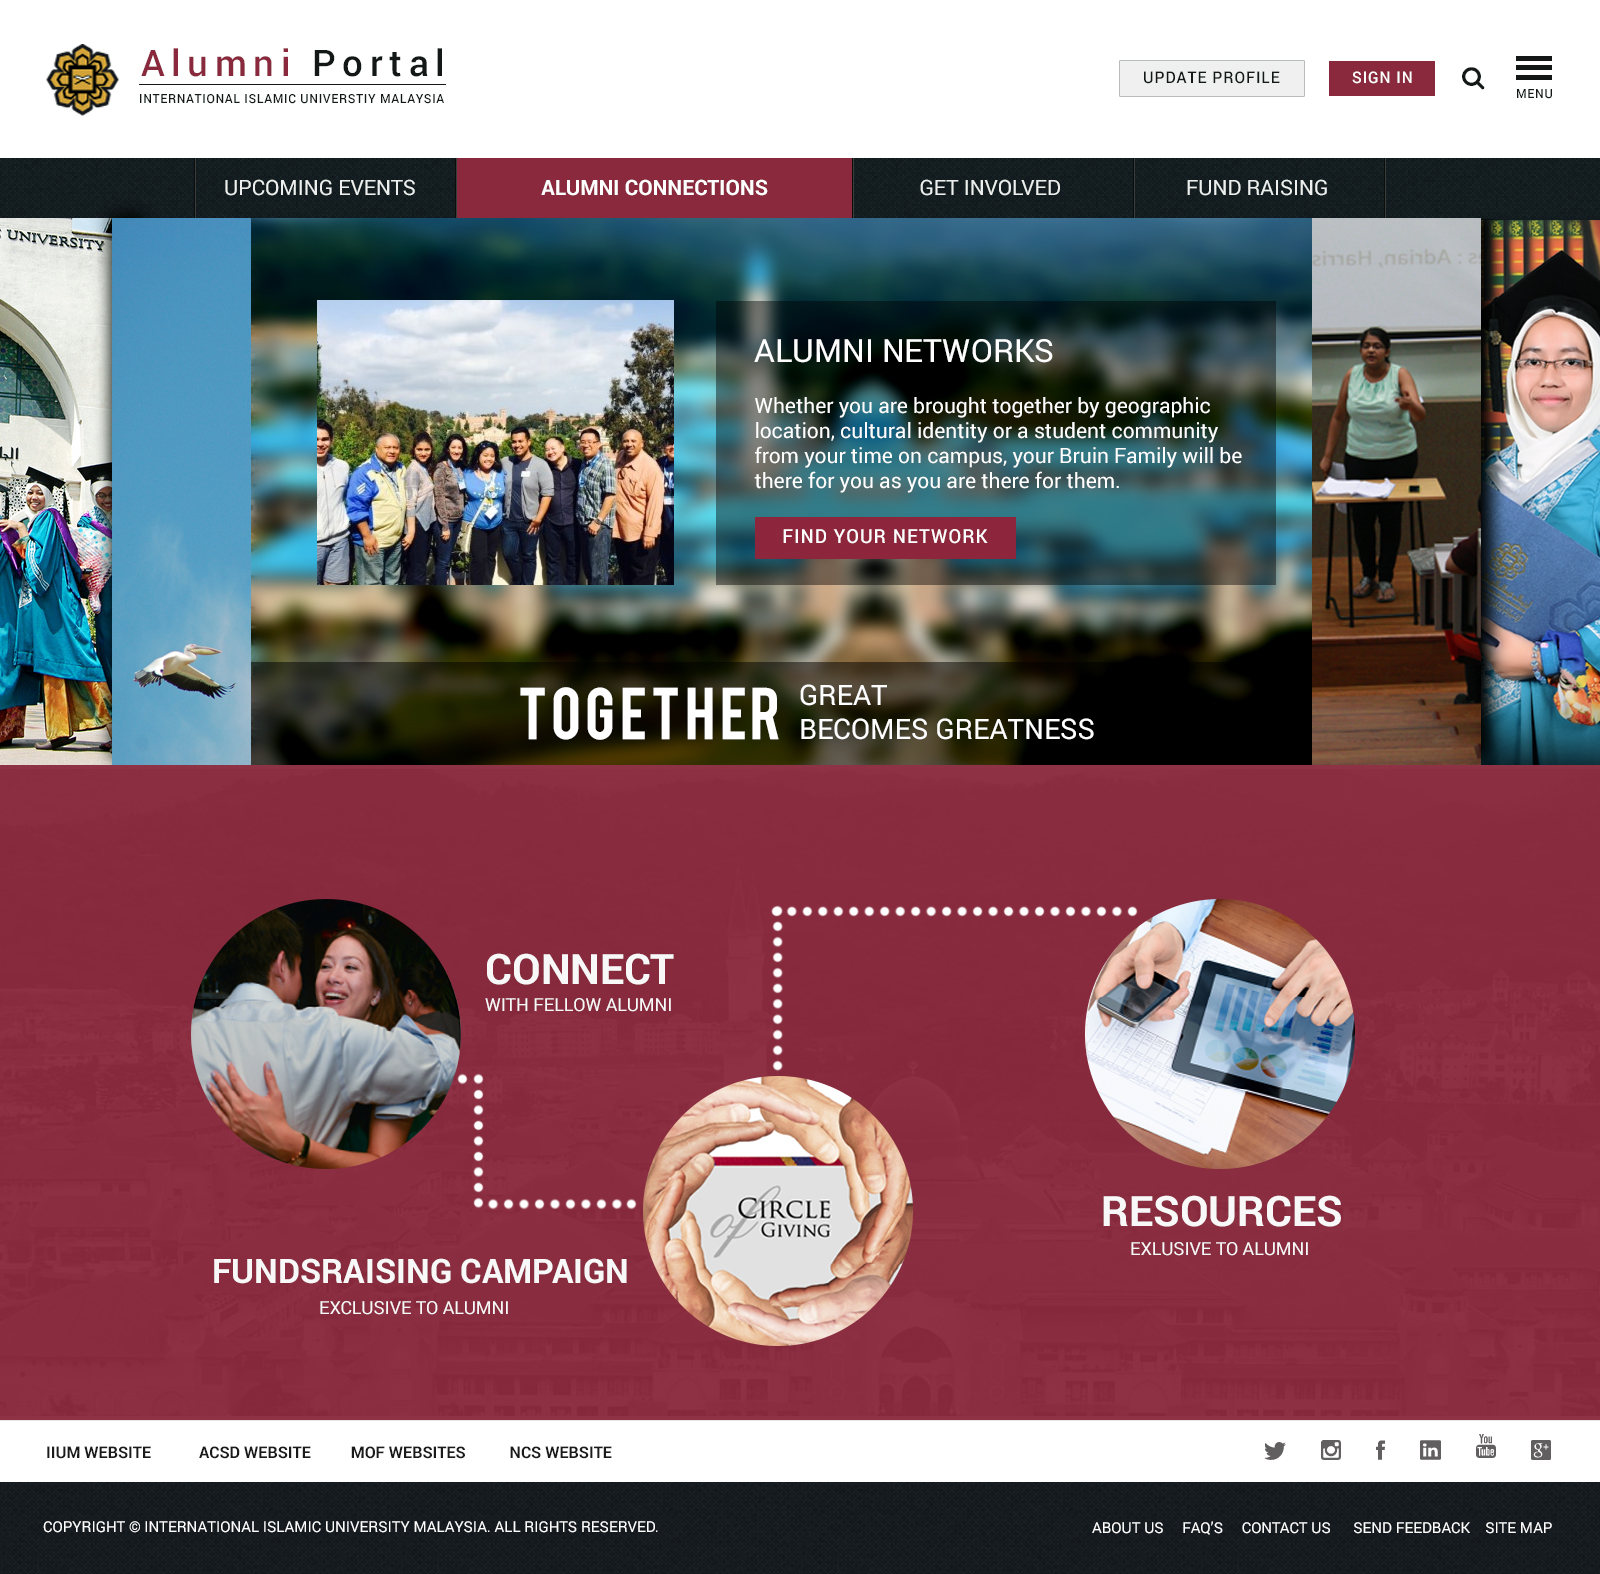 Alumni Portal
INTERNATIONAL ISLAMIC UNIVERSTIY MALAYSIA
UPDATE PROFILE
SIGN IN
MENU
UPCOMING EVENTS
ALUMNI CONNECTIONS
GET INVOLVED
FUND RAISING
UNIVERSITY
: Adrian, Harris
ALUMNI NETWORKS
Whether you are brought together by geographic
location, cultural identity or a student community
from your time on campus, your Bruin Family will be
there for you as you are there for them.
FIND YOUR NETWORK
TOGETHER
GREAT
BECOMES GREATNESS
CONNECT
WITH FELLOW ALUMNI
CIRCLE
of GIVING
RESOURCES
EXLUSIVE TO ALUMNI
FUNDSRAISING CAMPAIGN
EXCLUSIVE TO ALUMNI
IIUM WEBSITE
ACSD WEBSITE
MOF WEBSITES
NCS WEBSITE
f
in
You
Tube
g+
COPYRIGHT © INTERNATIONAL ISLAMIC UNIVERSITY MALAYSIA. ALL RIGHTS RESERVED.
ABOUT US
FAQ'S
CONTACT US
SEND FEEDBACK
SITE MAP